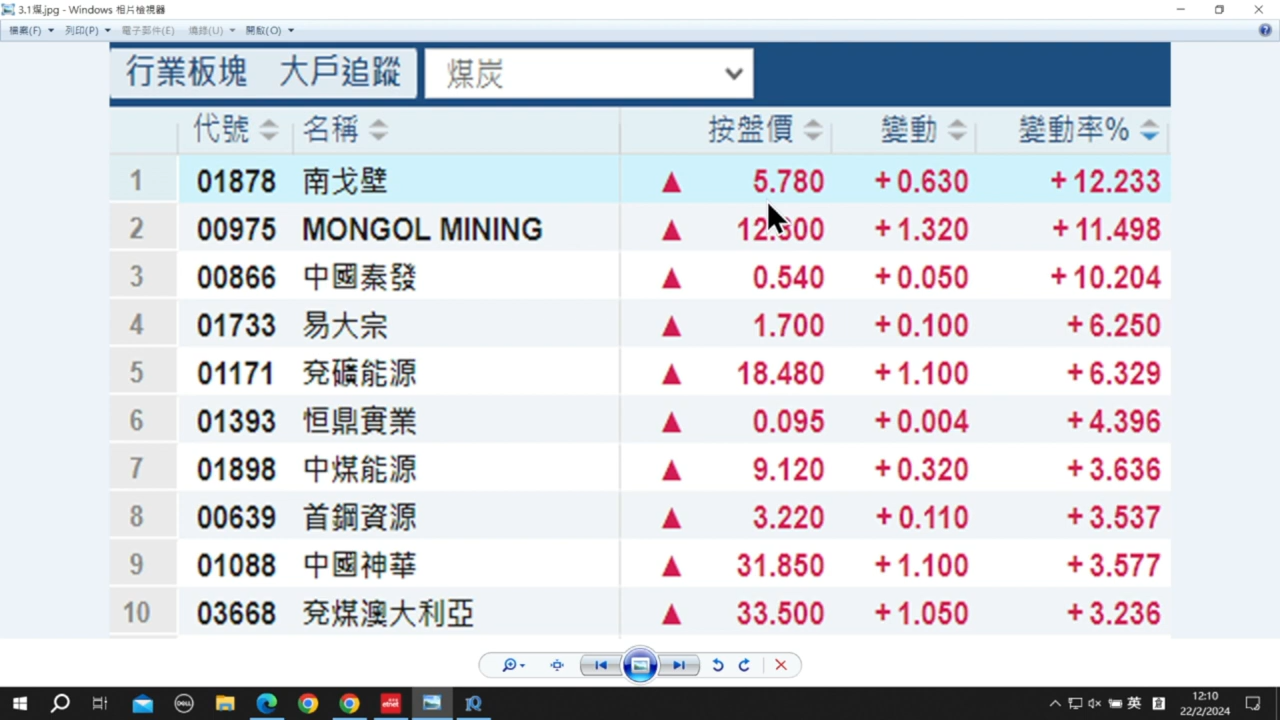 3.1煤.jpg - Windows 相片檢視器
檔案(F) 列印(P) 電子郵件(E) 燒錄(U) 開啟(O)
行業板塊 大戶追蹤 煤炭
代號 名稱 按盤價 變動 變動率%
1 01878 南戈壁 ▲ 5.780 +0.630 +12.233
2 00975 MONGOL MINING ▲ +1.320 +11.498
3 00866 中國秦發 ▲ 0.540 +0.050 +10.204
4 01733 易大宗 ▲ 1.700 +0.100 +6.250
5 01171 兗礦能源 ▲ 18.480 +1.100 +6.329
6 01393 恒鼎實業 ▲ 0.095 +0.004 +4.396
7 01898 中煤能源 ▲ 9.120 +0.320 +3.636
8 00639 首鋼資源 ▲ 3.220 +0.110 +3.537
9 01088 中國神華 ▲ 31.850 +1.100 +3.577
10 03668 兗煤澳大利亞 ▲ 33.500 +1.050 +3.236
DELL etnet IQ 英 12:10
22/2/2024